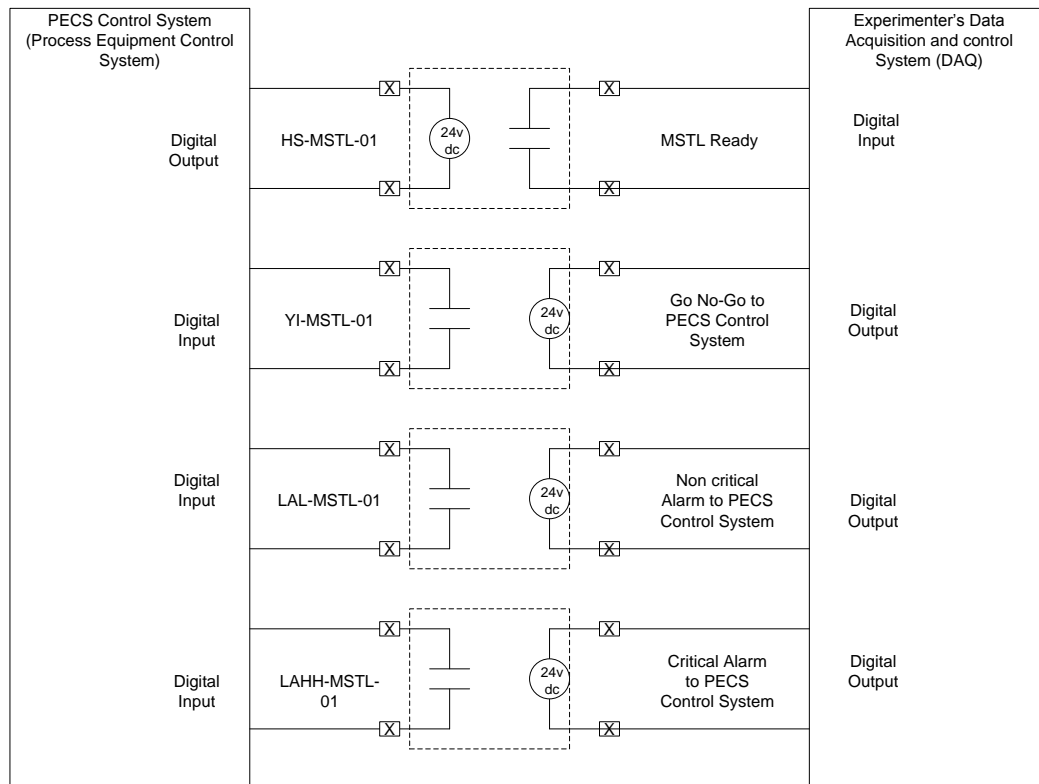 PECS Control System
(Process Equipment Control
System)
Experimenter's Data
Acquisition and control
System (DAQ)
X
X
Digital
Output
HS-MSTL-01
24v
dc
MSTL Ready
Digital
Input
X
X
X
X
Digital
Input
YI-MSTL-01
24v
dc
Go No-Go to
PECS Control
System
Digital
Output
X
X
X
X
Digital
Input
LAL-MSTL-01
24v
dc
Non critical
Alarm to PECS
Control System
Digital
Output
X
X
X
X
Digital
Input
LAHH-MSTL-
01
24v
dc
Critical Alarm
to PECS
Control System
Digital
Output
X
X